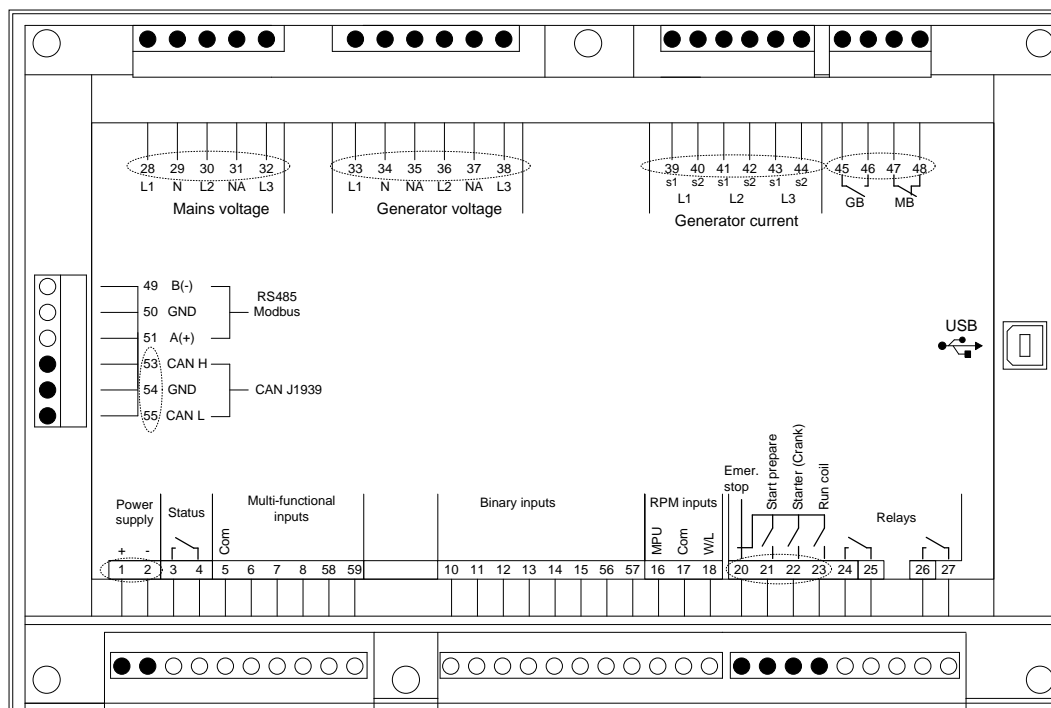 28 29 30 31 32
L1 N L2 NA L3
Mains voltage
33 34 35 36 37 38
L1 N NA L2 NA L3
Generator voltage
39 40 41 42 43 44
s1 s2 s1 s2 s1 s2
L1 L2 L3
Generator current
45 46 47 48
GB MB
49 B(-)
50 GND
51 A(+)
RS485
Modbus
53 CAN H
54 GND
55 CAN L
CAN J1939
USB
Power
supply
+ -
1 2
Status
3 4
Multi-functional
inputs
Com
5 6 7 8 58 59
Binary inputs
10 11 12 13 14 15 56 57
RPM inputs
MPU Com W/L
16 17 18
Emer.
stop
Start prepare
Starter (Crank)
Run coil
Relays
20 21 22 23 24 25 26 27